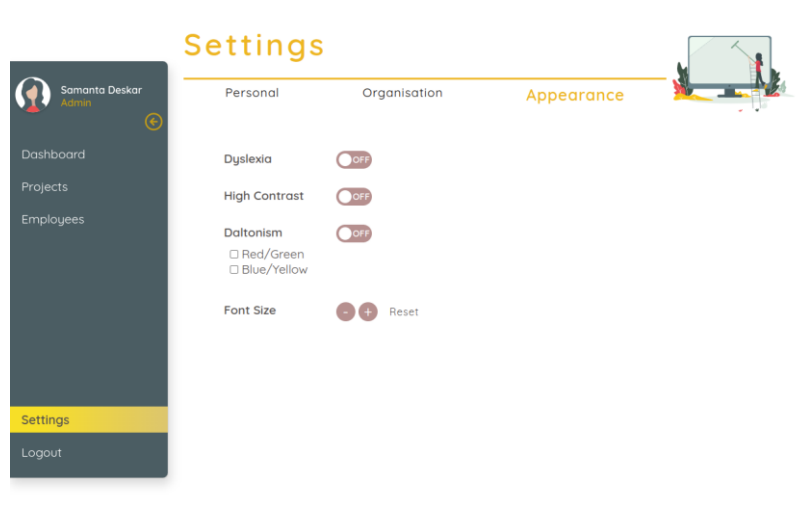 Settings
Samanta Deskar
Admin
Dashboard
Projects
Employees
Settings
Logout
Personal Organisation Appearance
Dyslexia OFF
High Contrast OFF
Daltonism OFF
Red/Green
Blue/Yellow
Font Size - + Reset